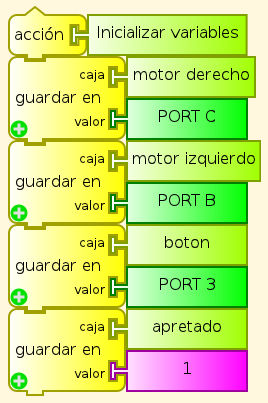 acción Inicializar variables
caja motor derecho
guardar en
valor PORT C
caja motor izquierdo
guardar en
valor PORT B
caja boton
guardar en
valor PORT 3
caja apretado
guardar en
valor 1